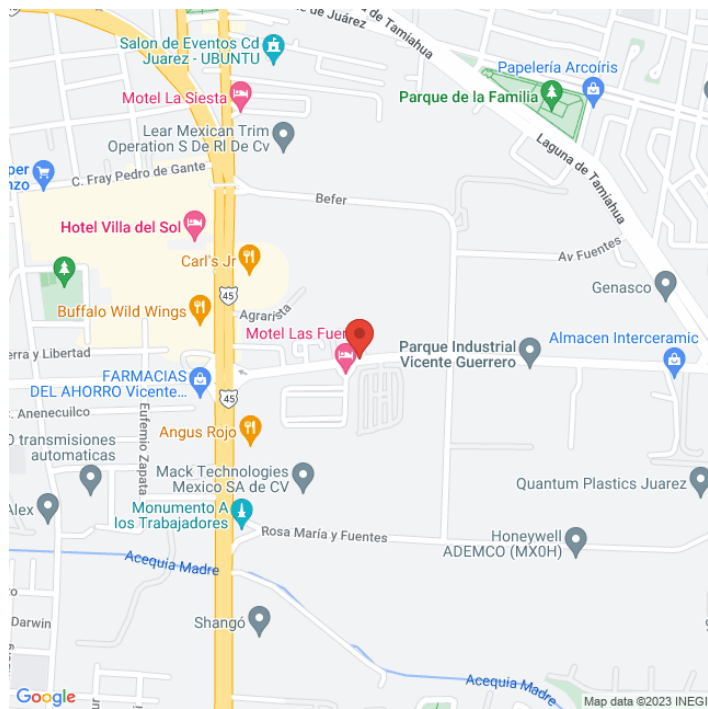 Salon de Eventos Cd
Juarez - UBUNTU
de Juárez
de Tamiahua
Motel La Siesta
Papelería Arcoíris
Parque de la Familia
Lear Mexican Trim
Operation S De Rl De Cv
Laguna de Tamiahua
C. Fray Pedro de Gante
Befer
Hotel Villa del Sol
Av Fuentes
Carl's Jr
Genasco
45
Agrarista
Buffalo Wild Wings
Motel Las
Parque Industrial
Vicente Guerrero
Almacen Interceramic
y Libertad
FARMACIAS
DEL AHORRO Vicente...
45
Anenecuilco
Eufemio Zapata
Angus Rojo
transmisiones
automaticas
Mack Technologies
Mexico SA de CV
Quantum Plastics Juarez
Alex
Monumento A
los Trabajadores
Rosa María y Fuentes
Honeywell
ADEMCO (MX0H)
Acequia Madre
Darwin
Shangó
Acequia Madre
Google
Map data ©2023 INEGI